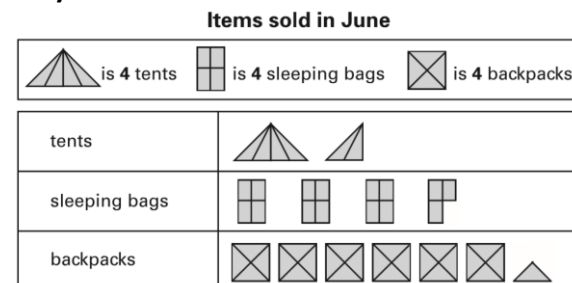 Items sold in June
is 4 tents is 4 sleeping bags is 4 backpacks
tents
sleeping bags
backpacks